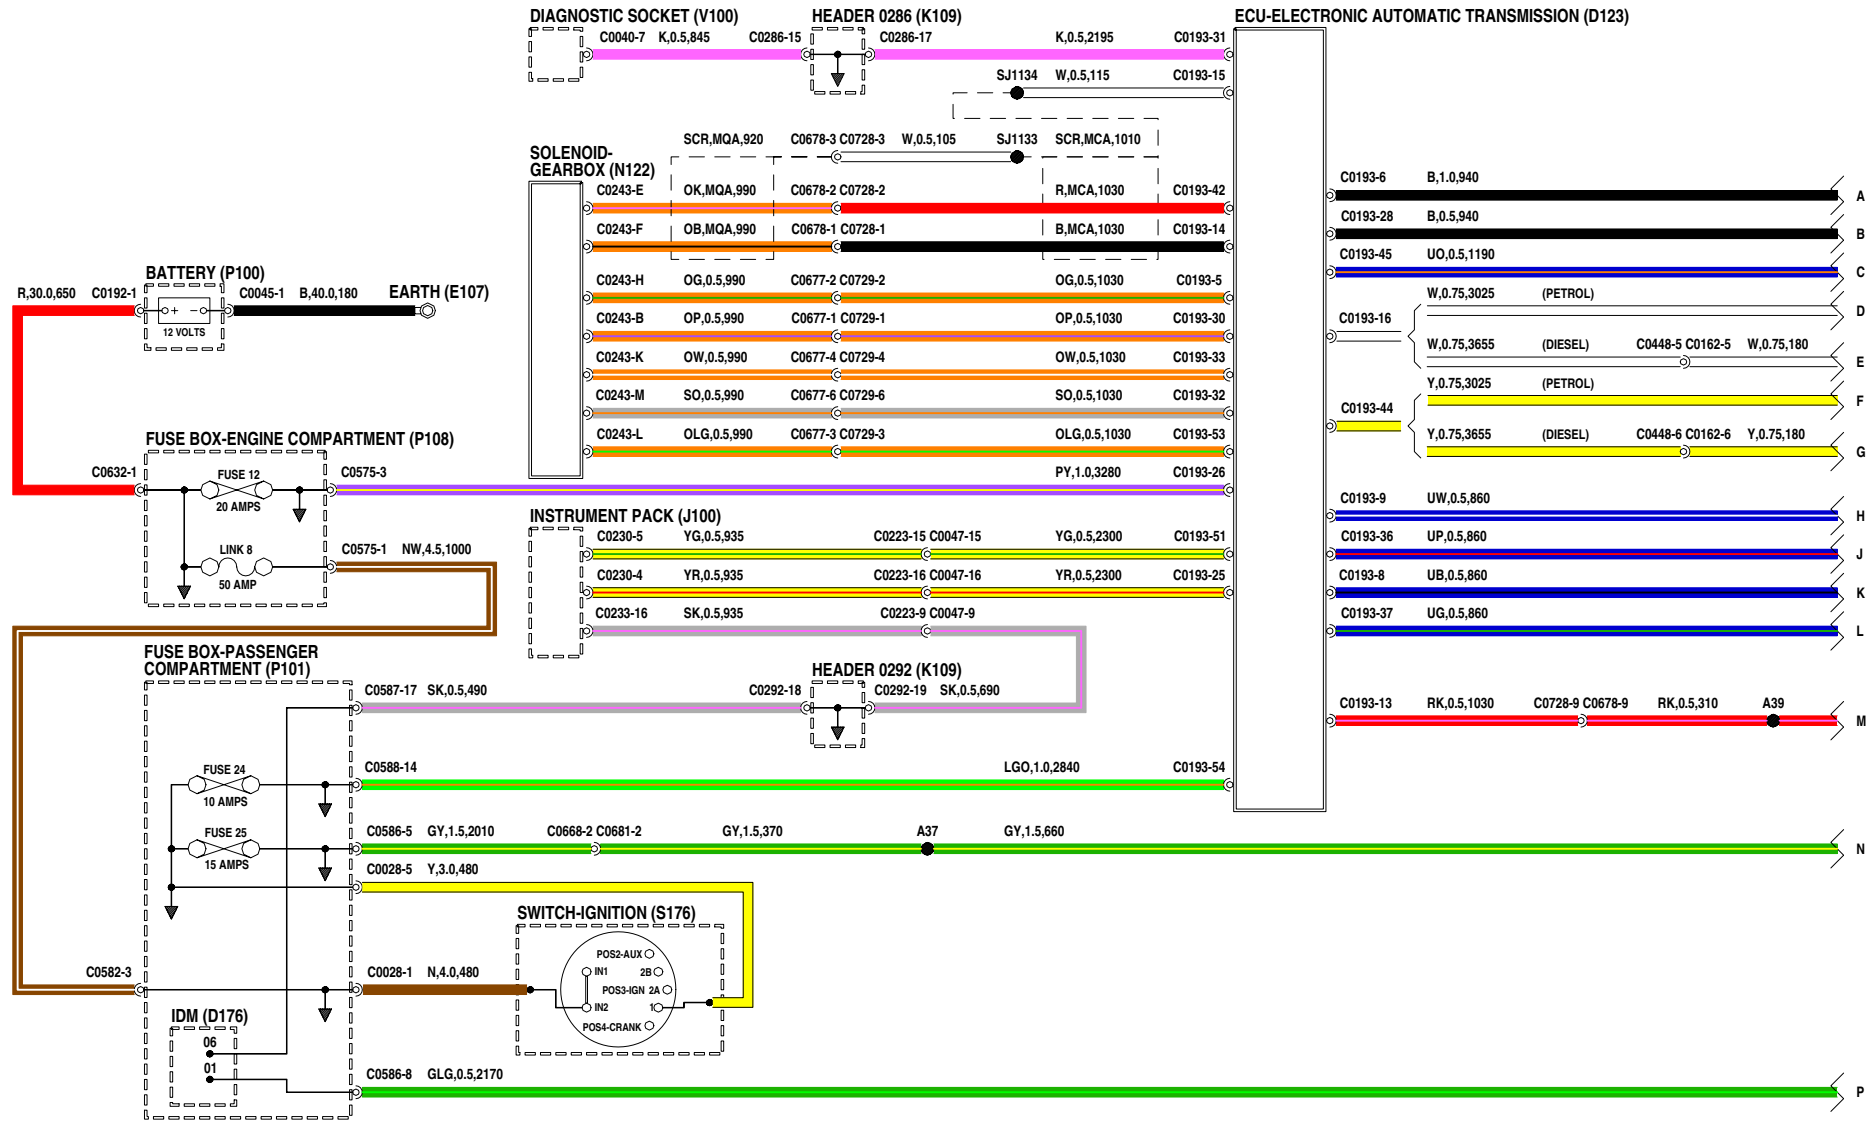 DIAGNOSTIC SOCKET (V100)
HEADER 0286 (K109)
ECU-ELECTRONIC AUTOMATIC TRANSMISSION (D123)
C0040-7 K,0.5,845 C0286-15 C0286-17 K,0.5,2195 C0193-31
SJ1134 W,0.5,115 C0193-15
SCR,MQA,920 C0678-3 C0728-3 W,0.5,105 SJ1133 SCR,MCA,1010
SOLENOID-
GEARBOX (N122)
C0243-E OK,MQA,990 C0678-2 C0728-2 R,MCA,1030 C0193-42
C0243-F OB,MQA,990 C0678-1 C0728-1 B,MCA,1030 C0193-14
C0243-H OG,0.5,990 C0677-2 C0729-2 OG,0.5,1030 C0193-5
C0243-B OP,0.5,990 C0677-1 C0729-1 OP,0.5,1030 C0193-30
C0243-K OW,0.5,990 C0677-4 C0729-4 OW,0.5,1030 C0193-33
C0243-M SO,0.5,990 C0677-6 C0729-6 SO,0.5,1030 C0193-32
C0243-L OLG,0.5,990 C0677-3 C0729-3 OLG,0.5,1030 C0193-53
PY,1.0,3280 C0193-26
BATTERY (P100)
R,30.0,650 C0192-1 C0045-1 B,40.0,180 EARTH (E107)
+ -
12 VOLTS
FUSE BOX-ENGINE COMPARTMENT (P108)
C0632-1 FUSE 12 C0575-3
20 AMPS
LINK 8 C0575-1 NW,4.5,1000
50 AMP
INSTRUMENT PACK (J100)
C0230-5 YG,0.5,935 C0223-15 C0047-15 YG,0.5,2300 C0193-51
C0230-4 YR,0.5,935 C0223-16 C0047-16 YR,0.5,2300 C0193-25
C0233-16 SK,0.5,935 C0223-9 C0047-9
FUSE BOX-PASSENGER
COMPARTMENT (P101)
HEADER 0292 (K109)
C0587-17 SK,0.5,490 C0292-18 C0292-19 SK,0.5,690
FUSE 24 C0588-14 LGO,1.0,2840 C0193-54
10 AMPS
FUSE 25 C0586-5 GY,1.5,2010 C0668-2 C0681-2 GY,1.5,370 A37 GY,1.5,660 N
15 AMPS
C0028-5 Y,3.0,480
SWITCH-IGNITION (S176)
POS2-AUX
IN1 2B
POS3-IGN 2A
IN2 1
POS4-CRANK
C0582-3 C0028-1 N,4.0,480
IDM (D176)
06
01
C0586-8 GLG,0.5,2170 P
C0193-6 B,1.0,940 A
C0193-28 B,0.5,940 B
C0193-45 UO,0.5,1190 C
W,0.75,3025 (PETROL) D
C0193-16
W,0.75,3655 (DIESEL) C0448-5 C0162-5 W,0.75,180 E
Y,0.75,3025 (PETROL) F
C0193-44
Y,0.75,3655 (DIESEL) C0448-6 C0162-6 Y,0.75,180 G
C0193-9 UW,0.5,860 H
C0193-36 UP,0.5,860 J
C0193-8 UB,0.5,860 K
C0193-37 UG,0.5,860 L
C0193-13 RK,0.5,1030 C0728-9 C0678-9 RK,0.5,310 A39 M